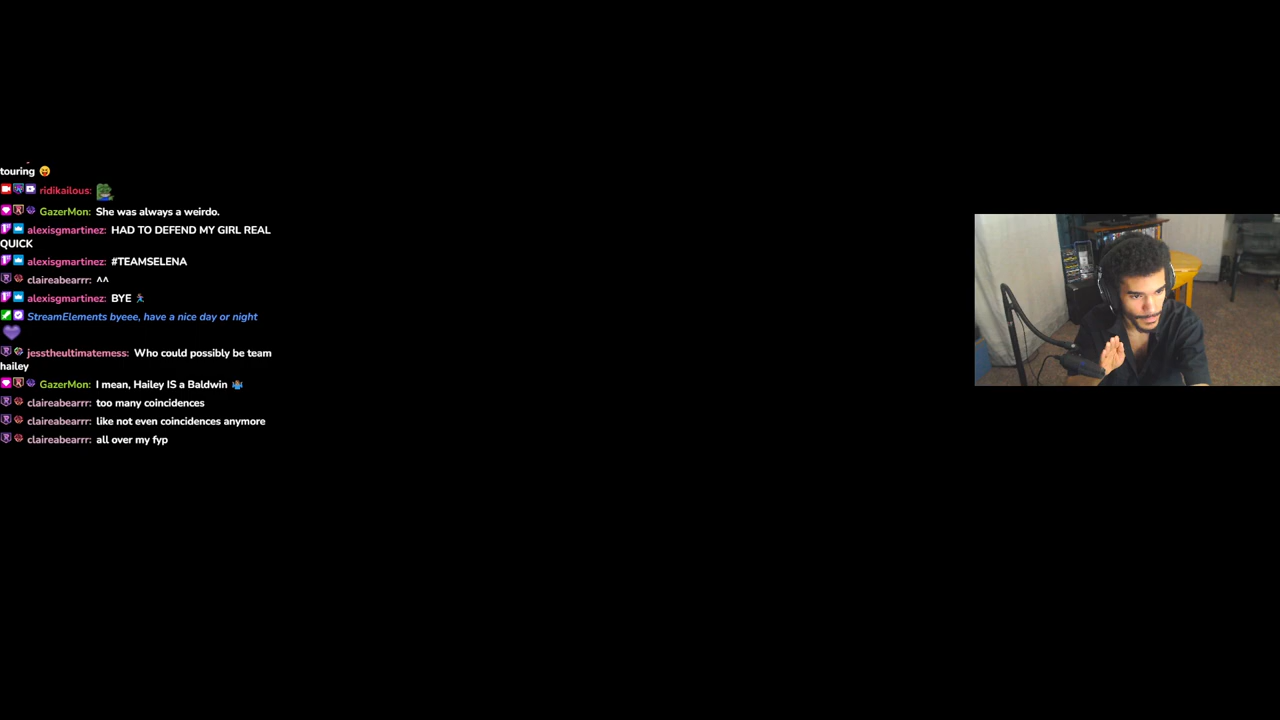 touring
ridikailous:
GazerMon: She was always a weirdo.
alexisgmartinez: HAD TO DEFEND MY GIRL REAL
QUICK
alexisgmartinez: #TEAMSELENA
claireabearrr: ^^
alexisgmartinez: BYE
StreamElements byeee, have a nice day or night
jesstheultimatemess: Who could possibly be team
hailey
GazerMon: I mean, Hailey IS a Baldwin
claireabearrr: too many coincidences
claireabearrr: like not even coincidences anymore
claireabearrr: all over my fyp